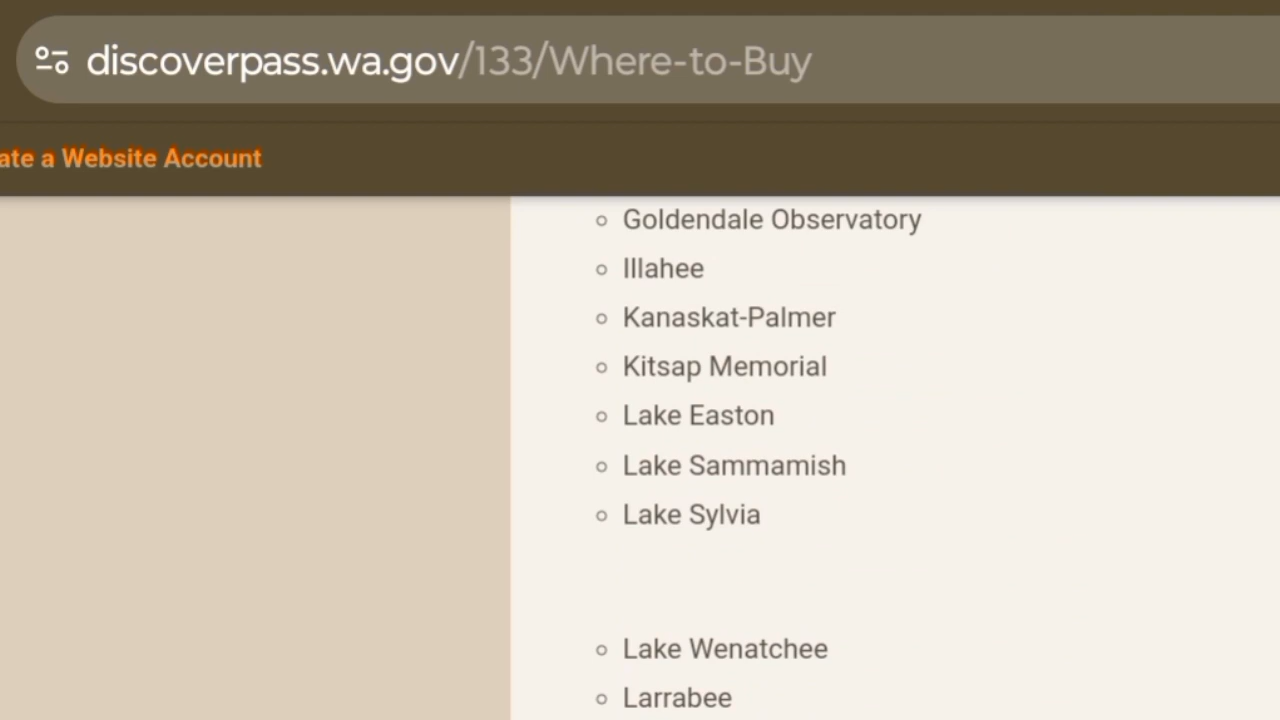 discoverpass.wa.gov/133/Where-to-Buy
ate a Website Account
Goldendale Observatory
Illahee
Kanaskat-Palmer
Kitsap Memorial
Lake Easton
Lake Sammamish
Lake Sylvia
Lake Wenatchee
Larrabee